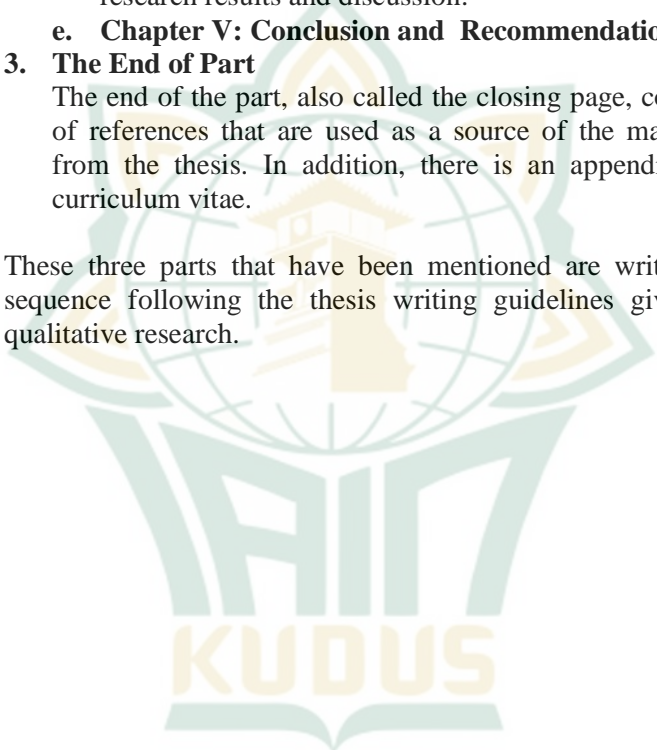 research results and discussion.
e. Chapter V: Conclusion and Recommendatio
3. The End of Part
The end of the part, also called the closing page, co
of references that are used as a source of the ma
from the thesis. In addition, there is an append
curriculum vitae.
These three parts that have been mentioned are writ
sequence following the thesis writing guidelines giv
qualitative research.
IAIN
KUDUS